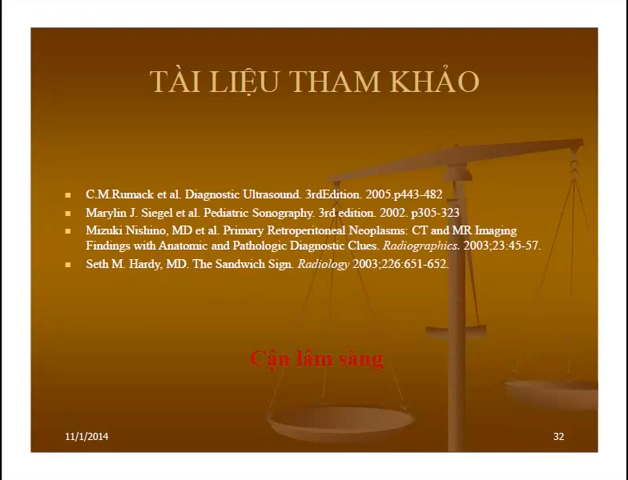 TÀI LIỆU THAM KHẢO
C.M.Rumack et al. Diagnostic Ultrasound. 3rdEdition. 2005.p443-482
Marylin J. Siegel et al. Pediatric Sonography. 3rd edition. 2002. p305-323
Mizuki Nishino, MD et al. Primary Retroperitoneal Neoplasms: CT and MR Imaging
Findings with Anatomic and Pathologic Diagnostic Clues. Radiographics. 2003;23:45-57.
Seth M. Hardy, MD. The Sandwich Sign. Radiology 2003;226:651-652.
Cận lâm sàng
11/1/2014
32